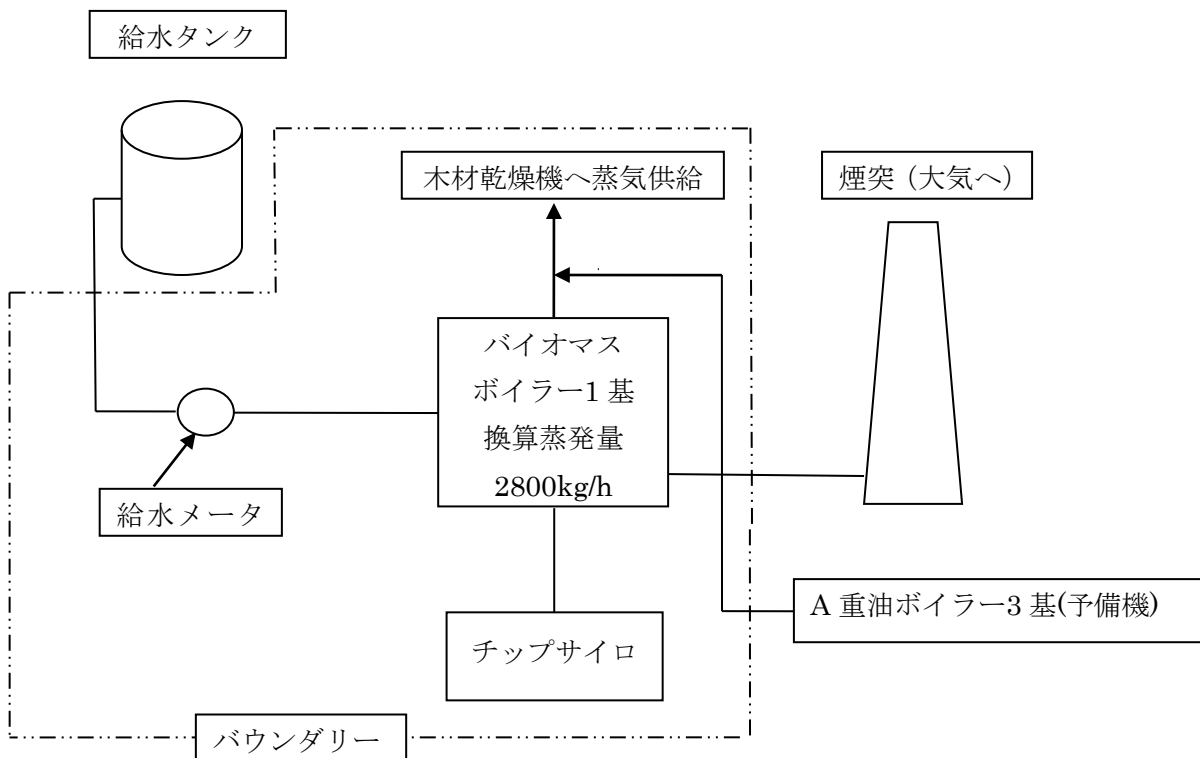 給水タンク
木材乾燥機へ蒸気供給
煙突（大気へ）
バイオマス
ボイラー1 基
換算蒸発量
2800kg/h
給水メータ
A 重油ボイラー3 基(予備機)
チップサイロ
バウンダリー